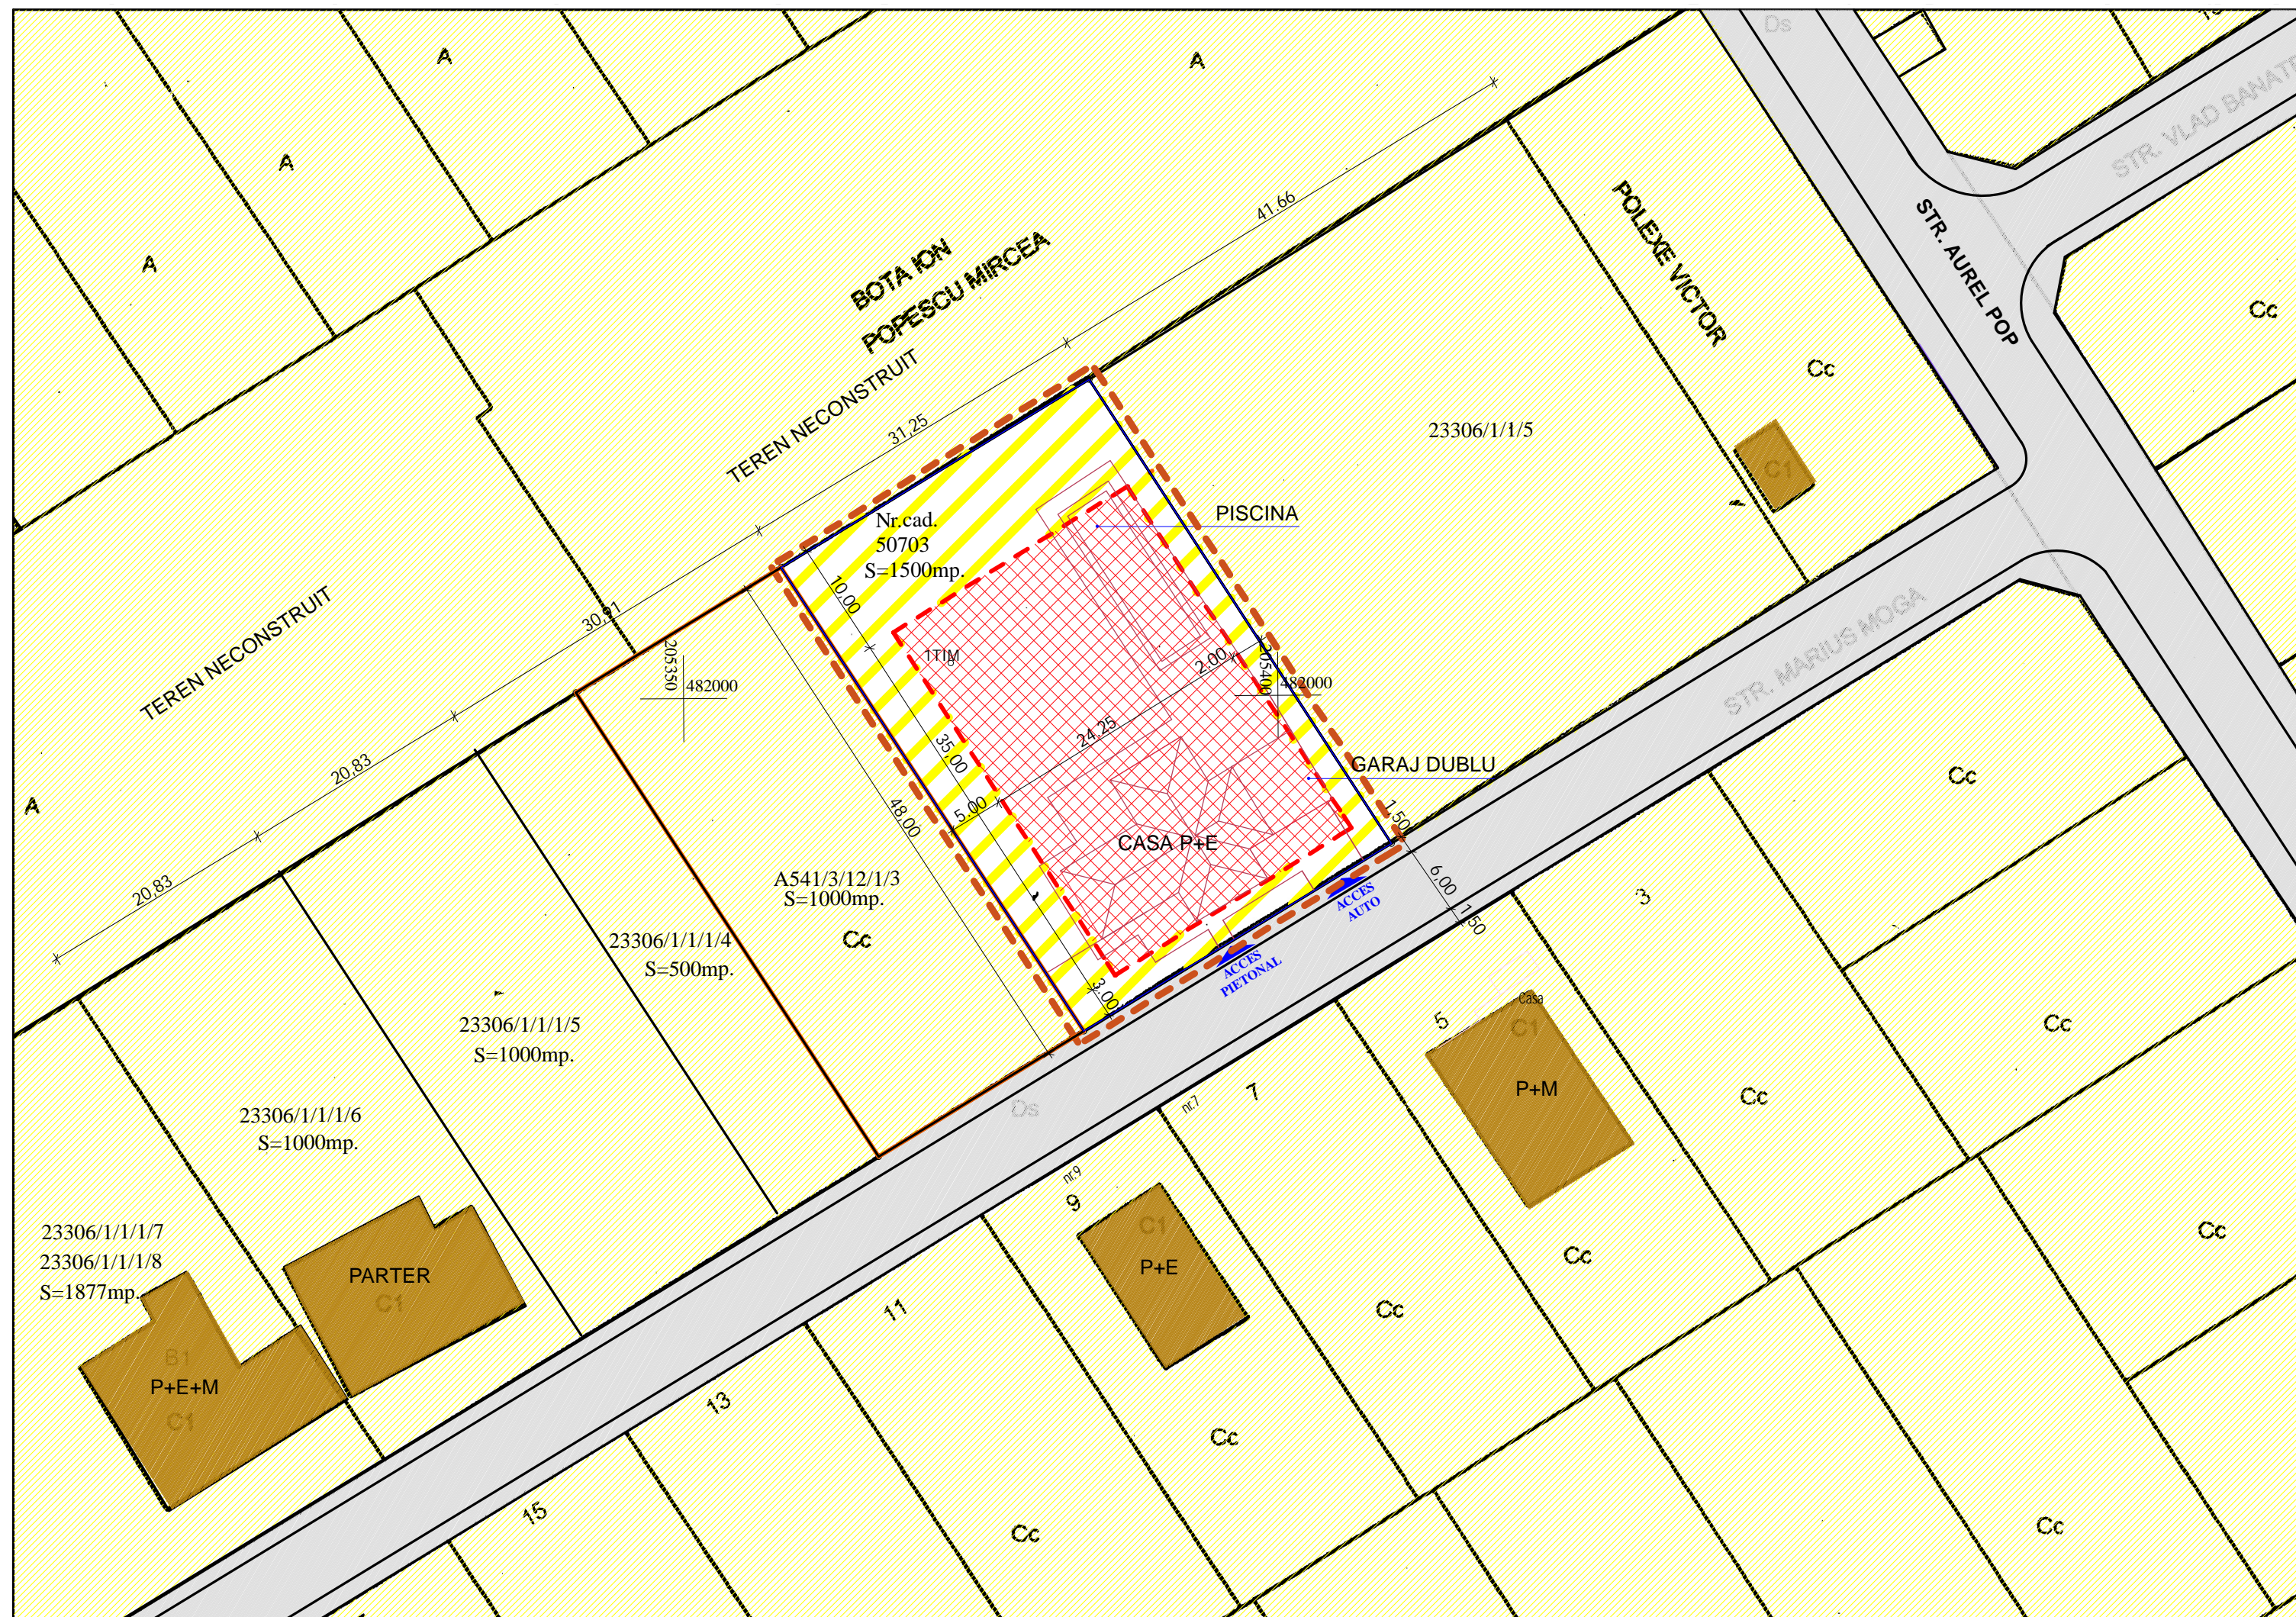 Ds
A
A
A
A
A
STR. VLAD
41.66
POLEXE VICTOR
STR. AUREL POP
BOTA ION
POPESCU MIRCEA
TEREN NECONSTRUIT
Cc
Cc
31,25
23306/1/1/5
C1
PISCINA
Nr.cad.
50703
S=1500mp.
10,00
TEREN NECONSTRUIT
30,91
1TIM
205350
482000
2.00
205400
482000
STR. MARIUS MOGA
24,25
35,00
20,83
GARAJ DUBLU
Cc
5.00
48,00
1,50
CASA P+E
20,83
A541/3/12/1/3
S=1000mp.
Cc
ACCES
AUTO
6,00
1,50
3
23306/1/1/1/4
S=500mp.
ACCES
PIETONAL
3.00
Casa
C1
5
P+M
Cc
23306/1/1/1/5
S=1000mp.
Ds
7
nr.7
Cc
23306/1/1/1/6
S=1000mp.
nr.9
9
C1
P+E
Cc
Cc
23306/1/1/1/7
23306/1/1/1/8
S=1877mp.
PARTER
C1
11
Cc
B1
P+E+M
C1
13
Cc
15
Cc
Cc